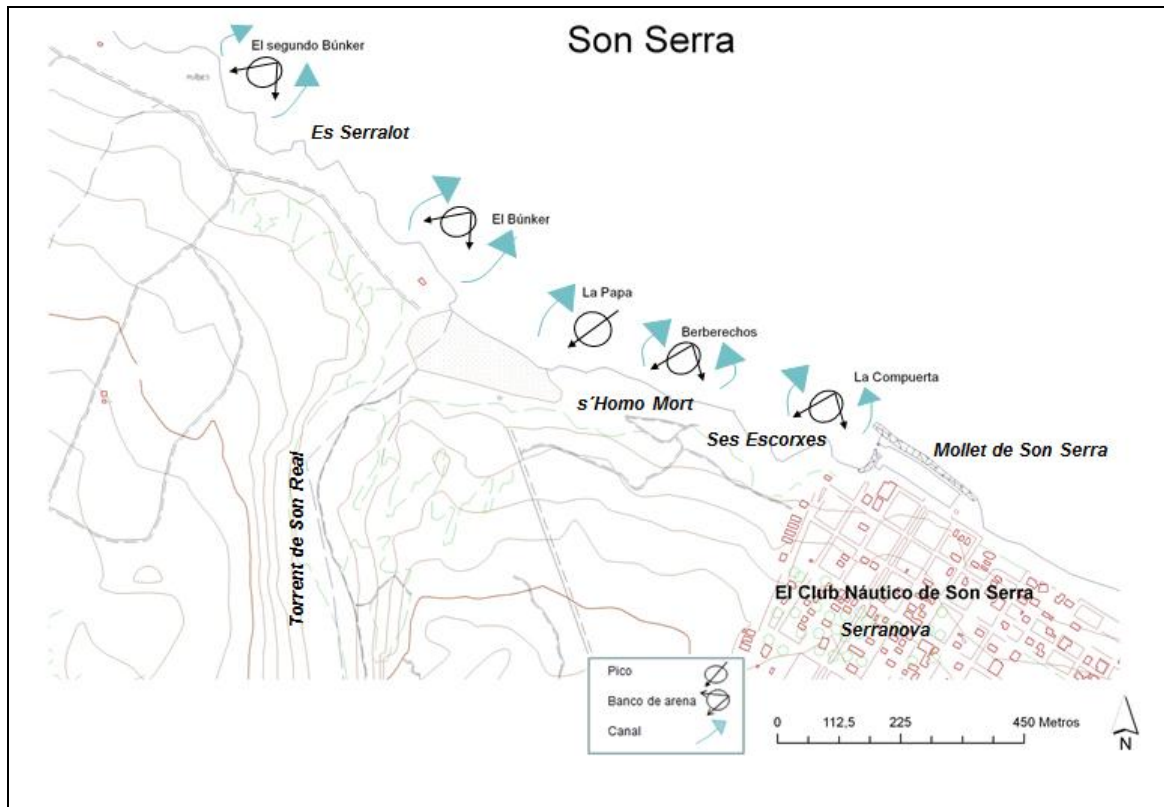 Son Serra
El segundo Búnker
Es Serralot
El Búnker
La Papa
Berberechos
La Compuerta
s´Homo Mort
Ses Escorxes
Mollet de Son Serra
Torrent de Son Real
El Club Náutico de Son Serra
Serranova
Pico
Banco de arena
Canal
0 112,5 225 450 Metros
N